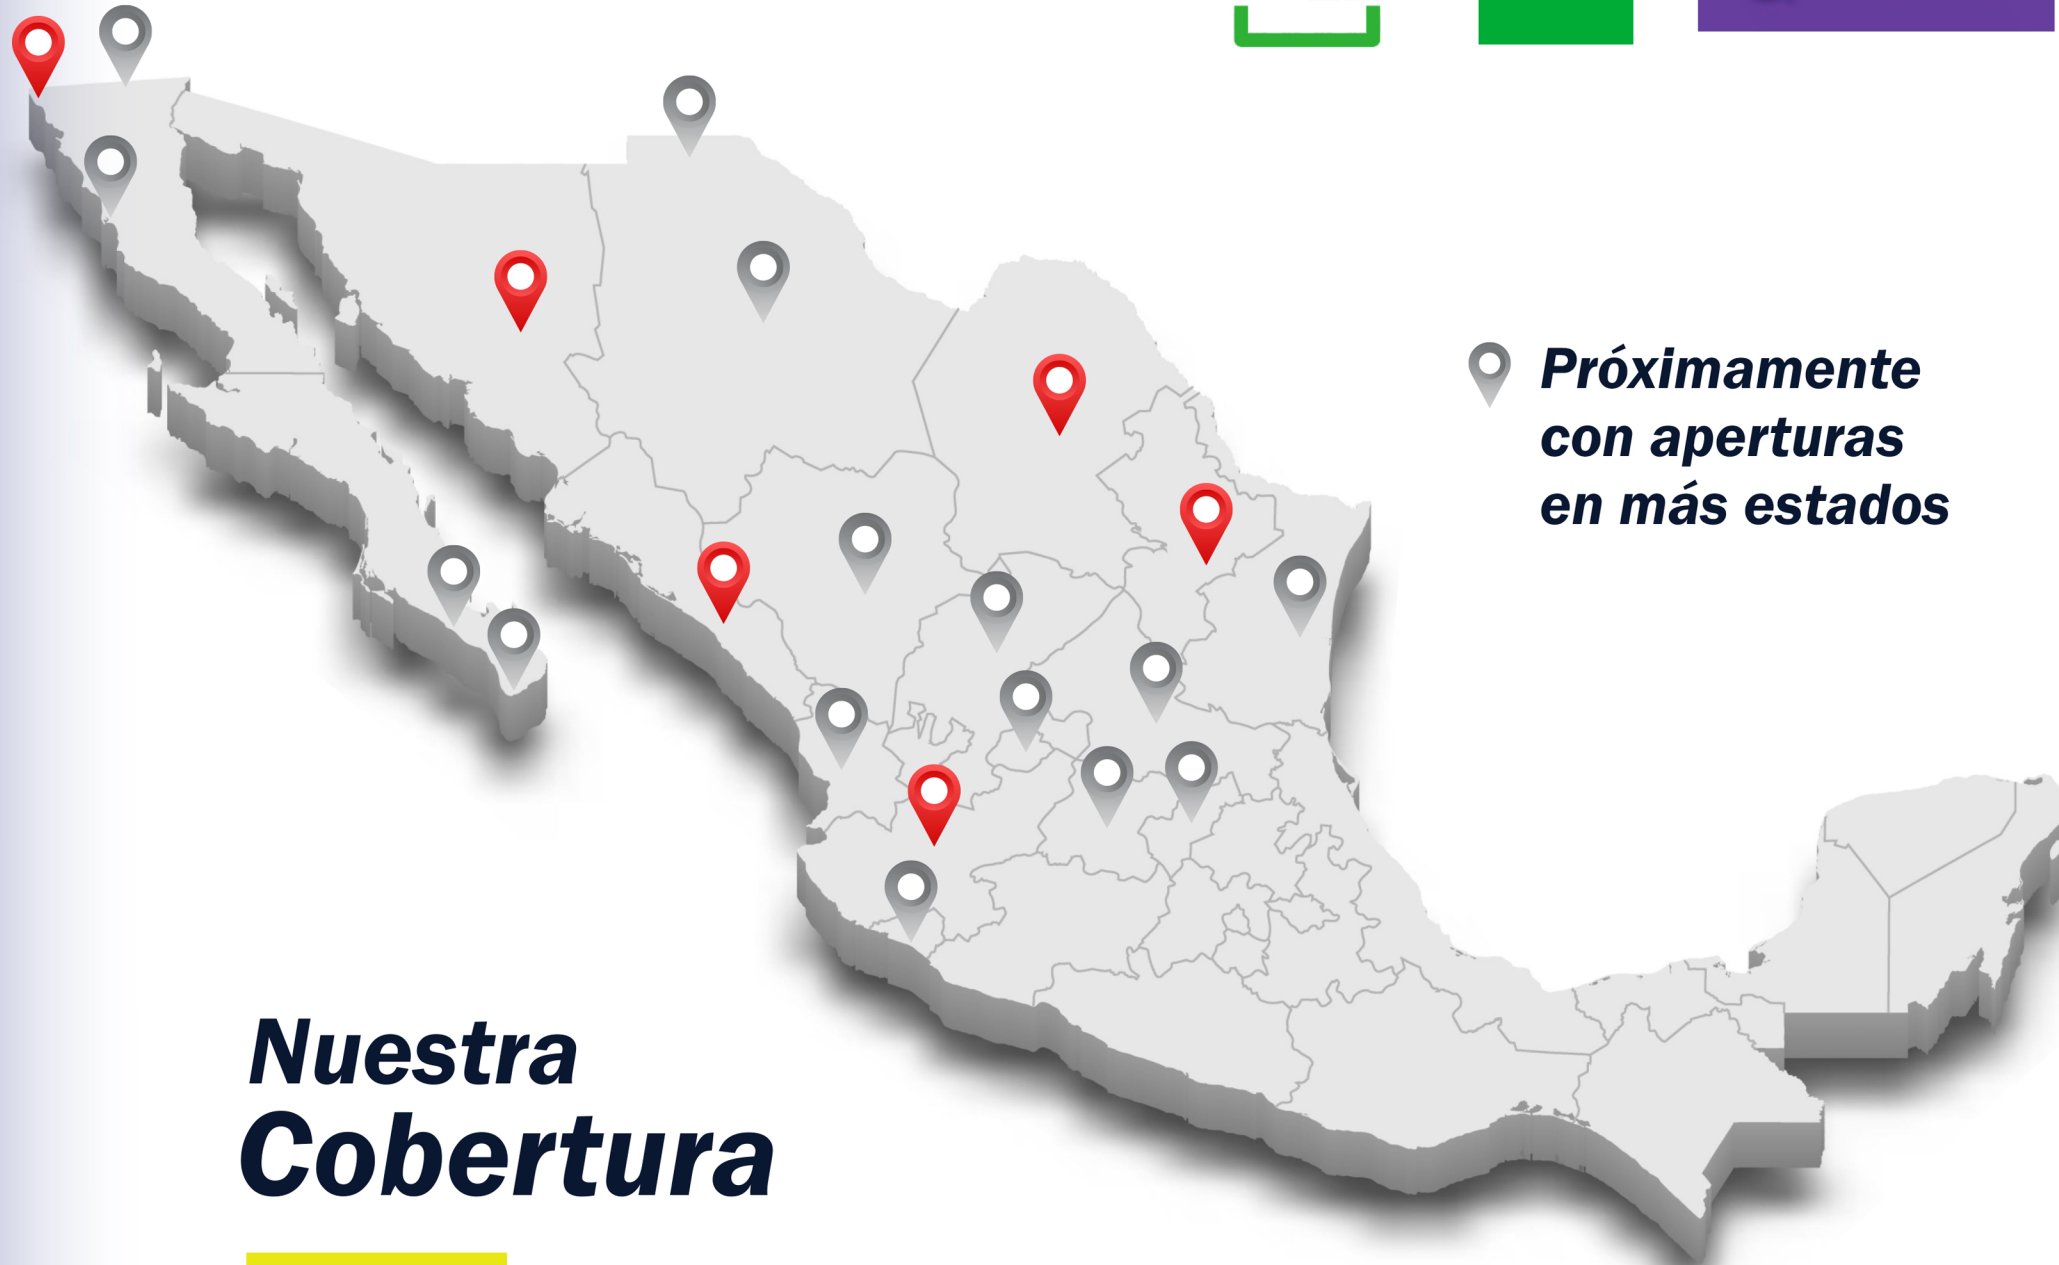 Próximamente
con aperturas
en más estados
Nuestra
Cobertura